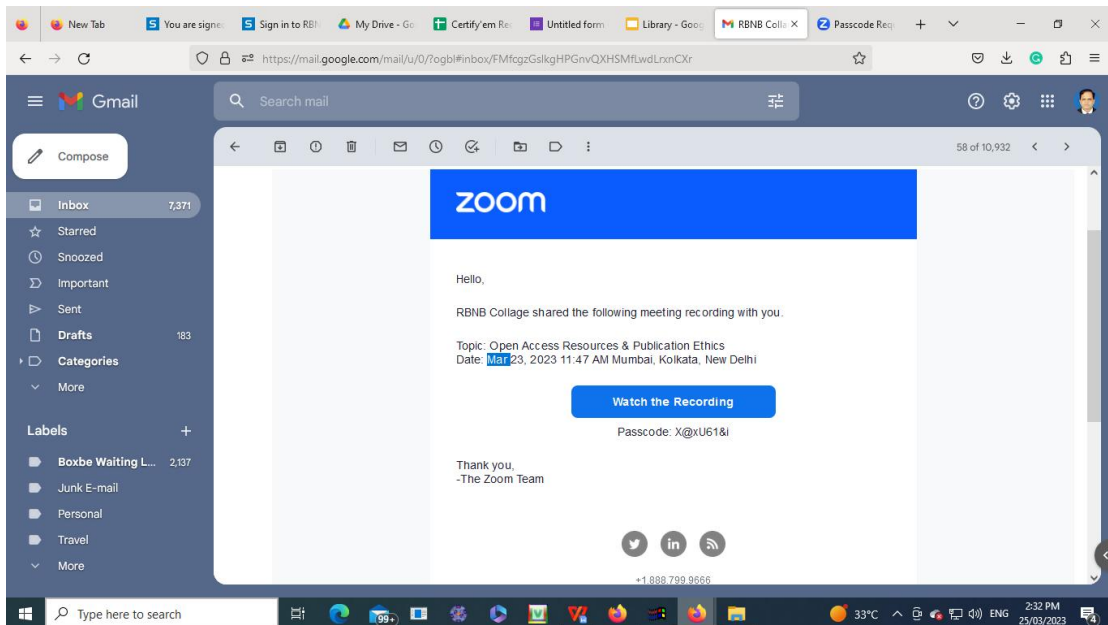 New Tab
You are signe
Sign in to RBN
My Drive - Go
Certify'em Re
Untitled form
Library - Goog
RBNB Colla
Passcode Req
https://mail.google.com/mail/u/0/?ogbl#inbox/FMfcgzGslkgHPGnvQXHSMfLwdLrxnCXr
Gmail
Search mail
Compose
58 of 10,932
Inbox 7,371
Starred
Snoozed
Important
Sent
Drafts 183
Categories
More
Labels +
Boxbe Waiting L... 2,137
Junk E-mail
Personal
Travel
More
zoom
Hello,
RBNB Collage shared the following meeting recording with you.
Topic: Open Access Resources & Publication Ethics
Date: Mar 23, 2023 11:47 AM Mumbai, Kolkata, New Delhi
Watch the Recording
Passcode: X@xU61&i
Thank you,
-The Zoom Team
in
+1.888.799.9666
Type here to search
99+
33°C
ENG
2:32 PM
25/03/2023
4